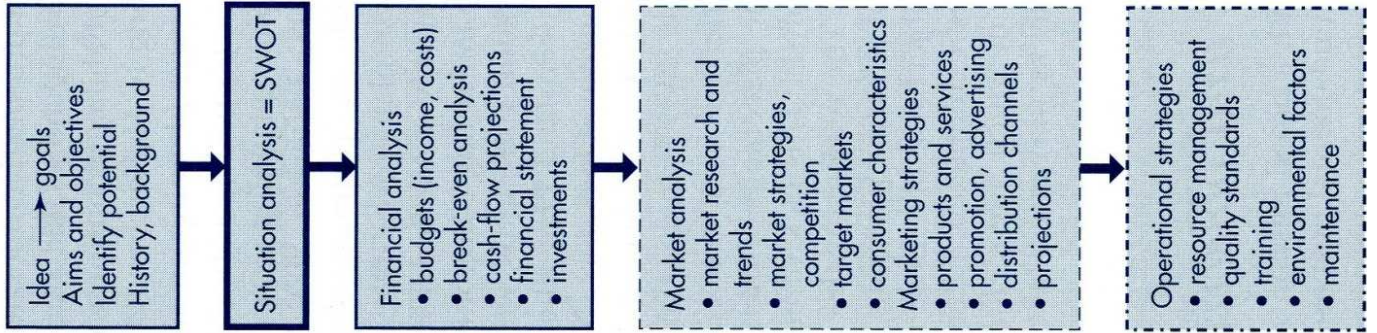 Idea → goals
Aims and objectives
Identify potential
History, background
Situation analysis = SWOT
Financial analysis
• budgets (income, costs)
• break-even analysis
• cash-flow projections
• financial statement
• investments
Market analysis
• market research and
trends
• market strategies,
competition
• target markets
• consumer characteristics
Marketing strategies
• products and services
• promotion, advertising
• distribution channels
• projections
Operational strategies
• resource management
• quality standards
• training
• environmental factors
• maintenance